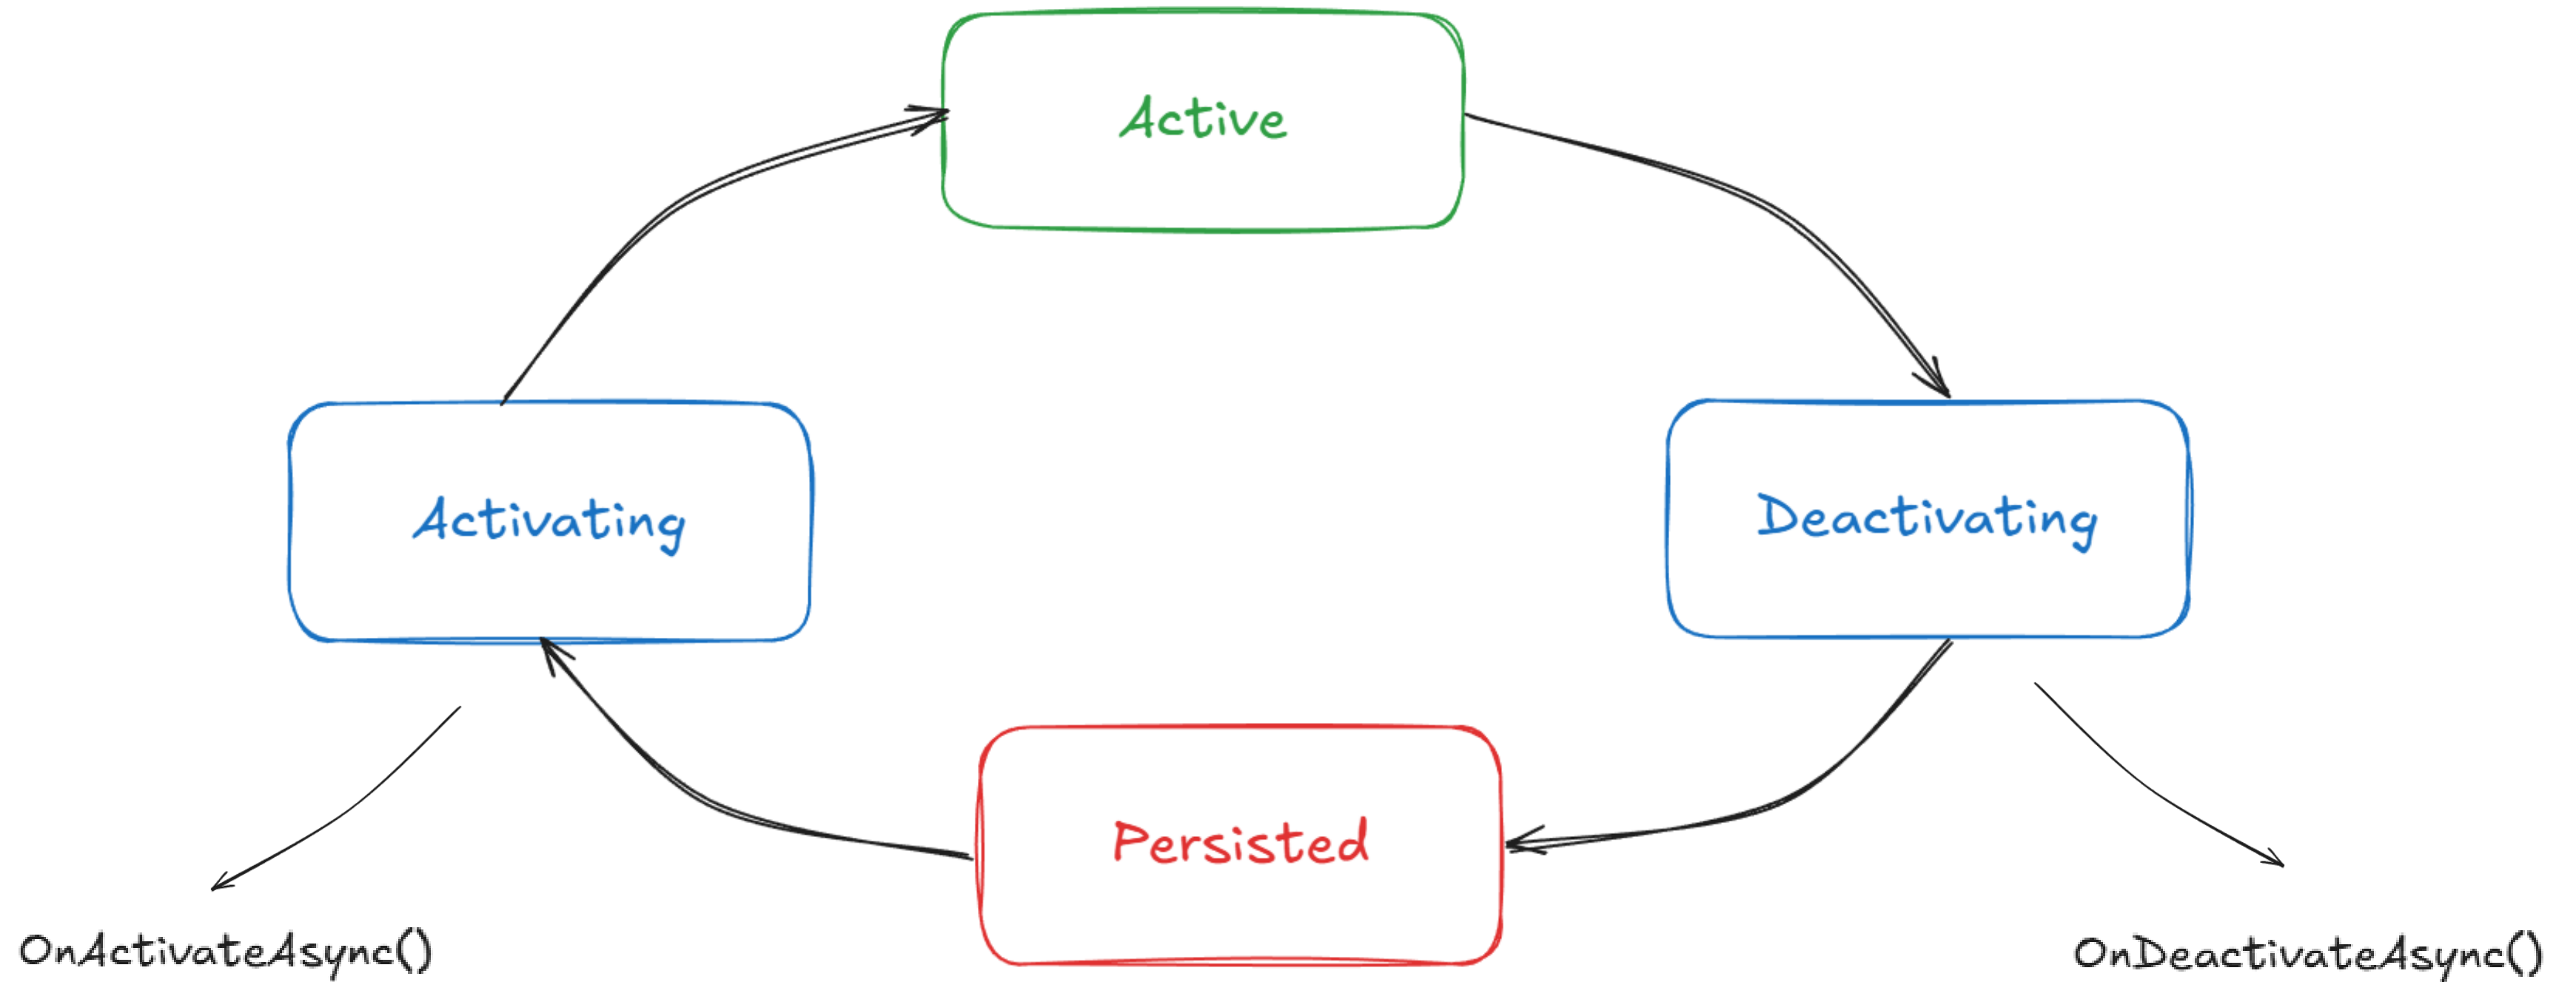 Active
Activating
Deactivating
Persisted
OnActivateAsync()
OnDeactivateAsync()